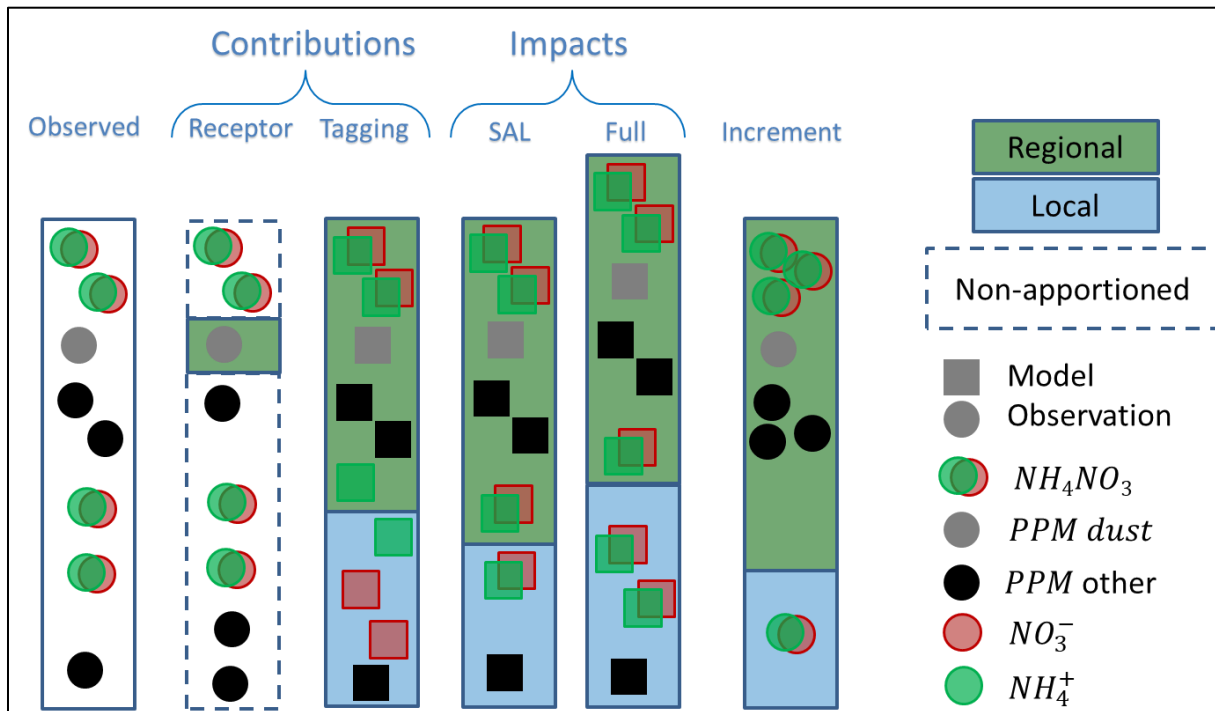 Contributions
Impacts
Observed
Receptor
Tagging
SAL
Full
Increment
Regional
Local
Non-apportioned
Model
Observation
NH₄NO₃
PPM dust
PPM other
NO₃⁻
NH₄⁺